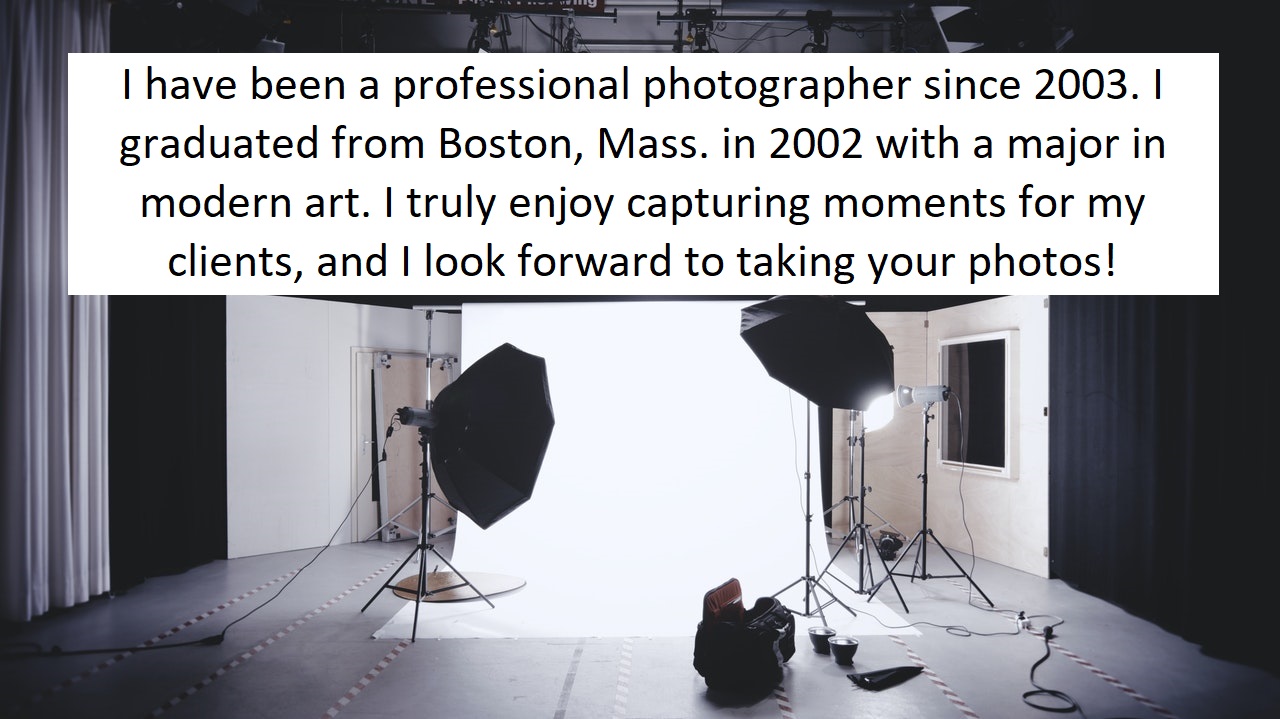 I have been a professional photographer since 2003. I
graduated from Boston, Mass. in 2002 with a major in
modern art. I truly enjoy capturing moments for my
clients, and I look forward to taking your photos!